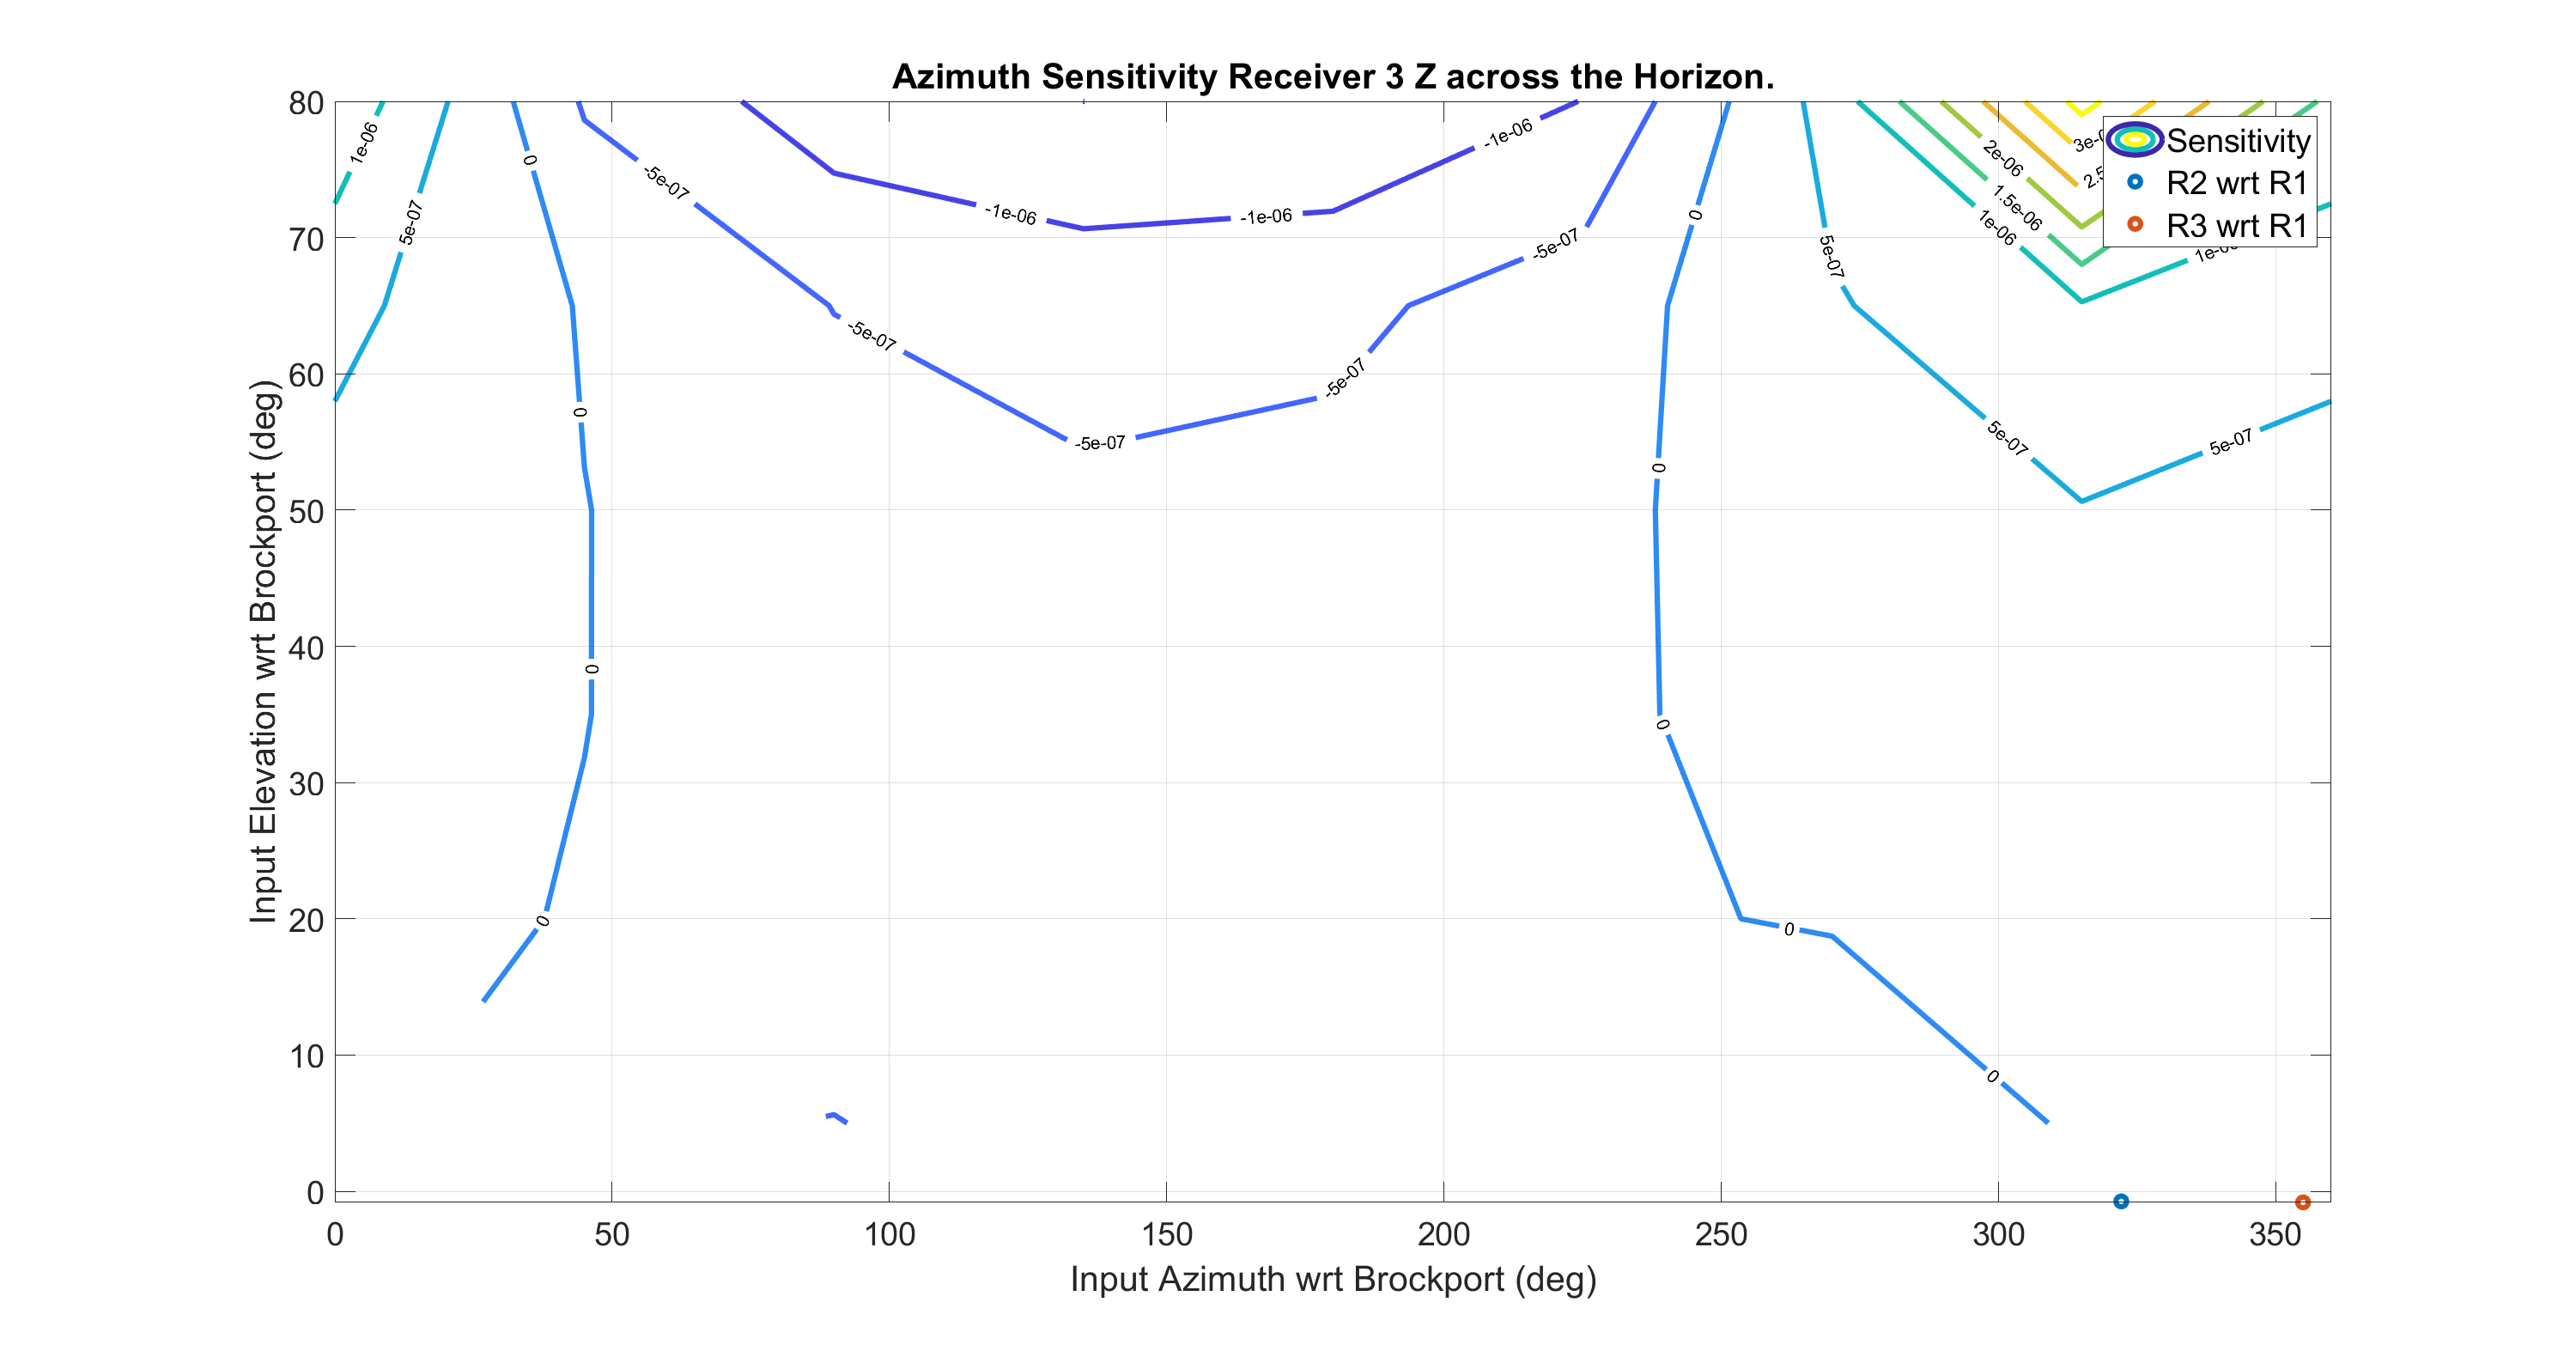 Azimuth Sensitivity Receiver 3 Z across the Horizon.
Input Elevation wrt Brockport (deg)
80
70
60
50
40
30
20
10
0
1e-06
5e-07
0
0
0
0
-5e-07
-5e-07
-5e-07
-5e-07
-5e-07
-1e-06
-1e-06
-1e-06
0
0
0
0
0
5e-07
5e-07
5e-07
1e-06
1.5e-06
2e-06
Sensitivity
R2 wrt R1
R3 wrt R1
0
50
100
150
200
250
300
350
Input Azimuth wrt Brockport (deg)